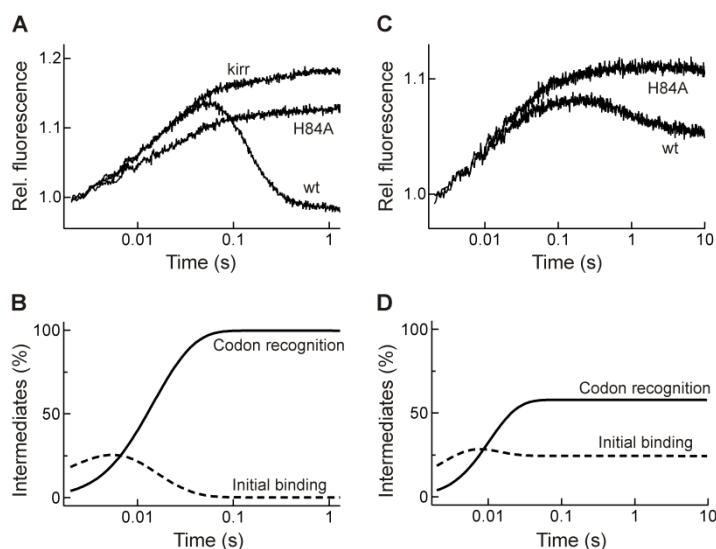 A
Rel. fluorescence
1.2
1.1
1.0
kirr
H84A
wt
0.01
0.1
1
Time (s)
C
Rel. fluorescence
1.1
1.0
H84A
wt
0.01
0.1
1
10
Time (s)
B
Intermediates (%)
100
50
0
Codon recognition
Initial binding
0.01
0.1
1
Time (s)
D
Intermediates (%)
100
50
0
Codon recognition
Initial binding
0.01
0.1
1
10
Time (s)